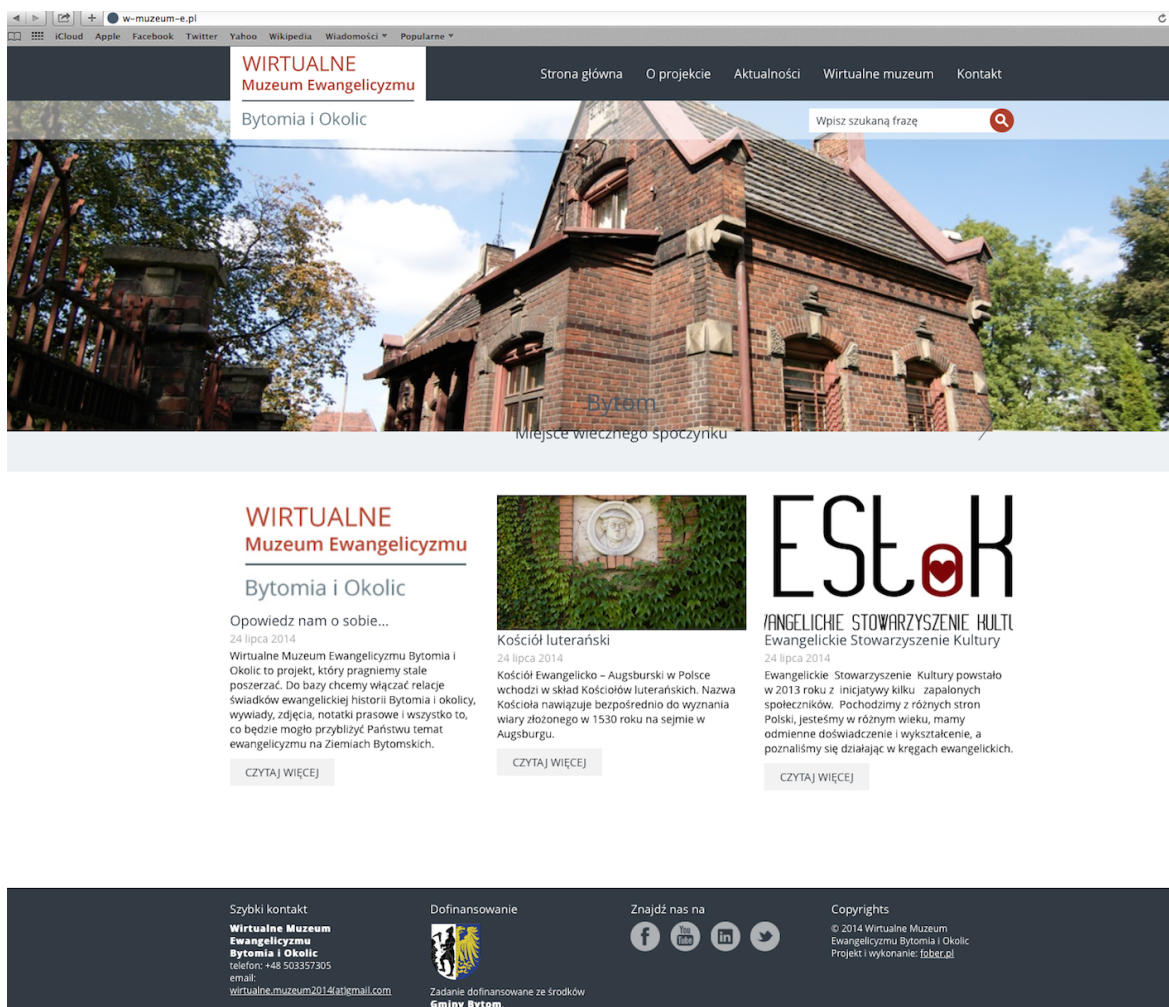 w-muzeum-e.pl
iCloud Apple Facebook Twitter Yahoo Wikipedia Wiadomości Popularne
WIRTUALNE
Muzeum Ewangelicyzmu
Bytomia i Okolic
Strona główna O projekcie Aktualności Wirtualne muzeum Kontakt
Wpisz szukaną frazę
Bytom
Miejsce wiecznego spoczynku
WIRTUALNE
Muzeum Ewangelicyzmu
Bytomia i Okolic
Opowiedz nam o sobie...
24 lipca 2014
Wirtualne Muzeum Ewangelicyzmu Bytomia i
Okolic to projekt, który pragniemy stale
poszerzać. Do bazy chcemy włączać relacje
świadków ewangelickiej historii Bytomia i okolicy,
wywiady, zdjęcia, notatki prasowe i wszystko to,
co będzie mogło przybliżyć Państwu temat
ewangelicyzmu na Ziemiach Bytomskich.
CZYTAJ WIĘCEJ
Kościół luterański
24 lipca 2014
Kościół Ewangelicko – Augsburski w Polsce
wchodzi w skład Kościołów luterańskich. Nazwa
Kościoła nawiązuje bezpośrednio do wyznania
wiary złożonego w 1530 roku na sejmie w
Augsburgu.
CZYTAJ WIĘCEJ
EStoK
VANGELICKIE STOWARZYSZENIE KULTU
Ewangelickie Stowarzyszenie Kultury
24 lipca 2014
Ewangelickie Stowarzyszenie Kultury powstało
w 2013 roku z inicjatywy kilku zapalonych
społeczników. Pochodzimy z różnych stron
Polski, jesteśmy w różnym wieku, mamy
odmienne doświadczenie i wykształcenie, a
poznaliśmy się działając w kręgach ewangelickich.
CZYTAJ WIĘCEJ
Szybki kontakt
Wirtualne Muzeum
Ewangelicyzmu
Bytomia i Okolic
telefon: +48 503357305
email:
wirtualne.muzeum2014(at)gmail.com
Dofinansowanie
Zadanie dofinansowane ze środków
Gminy Bytom.
Znajdź nas na
You
Tube
Copyrights
© 2014 Wirtualne Muzeum
Ewangelicyzmu Bytomia i Okolic
Projekt i wykonanie: fober.pl